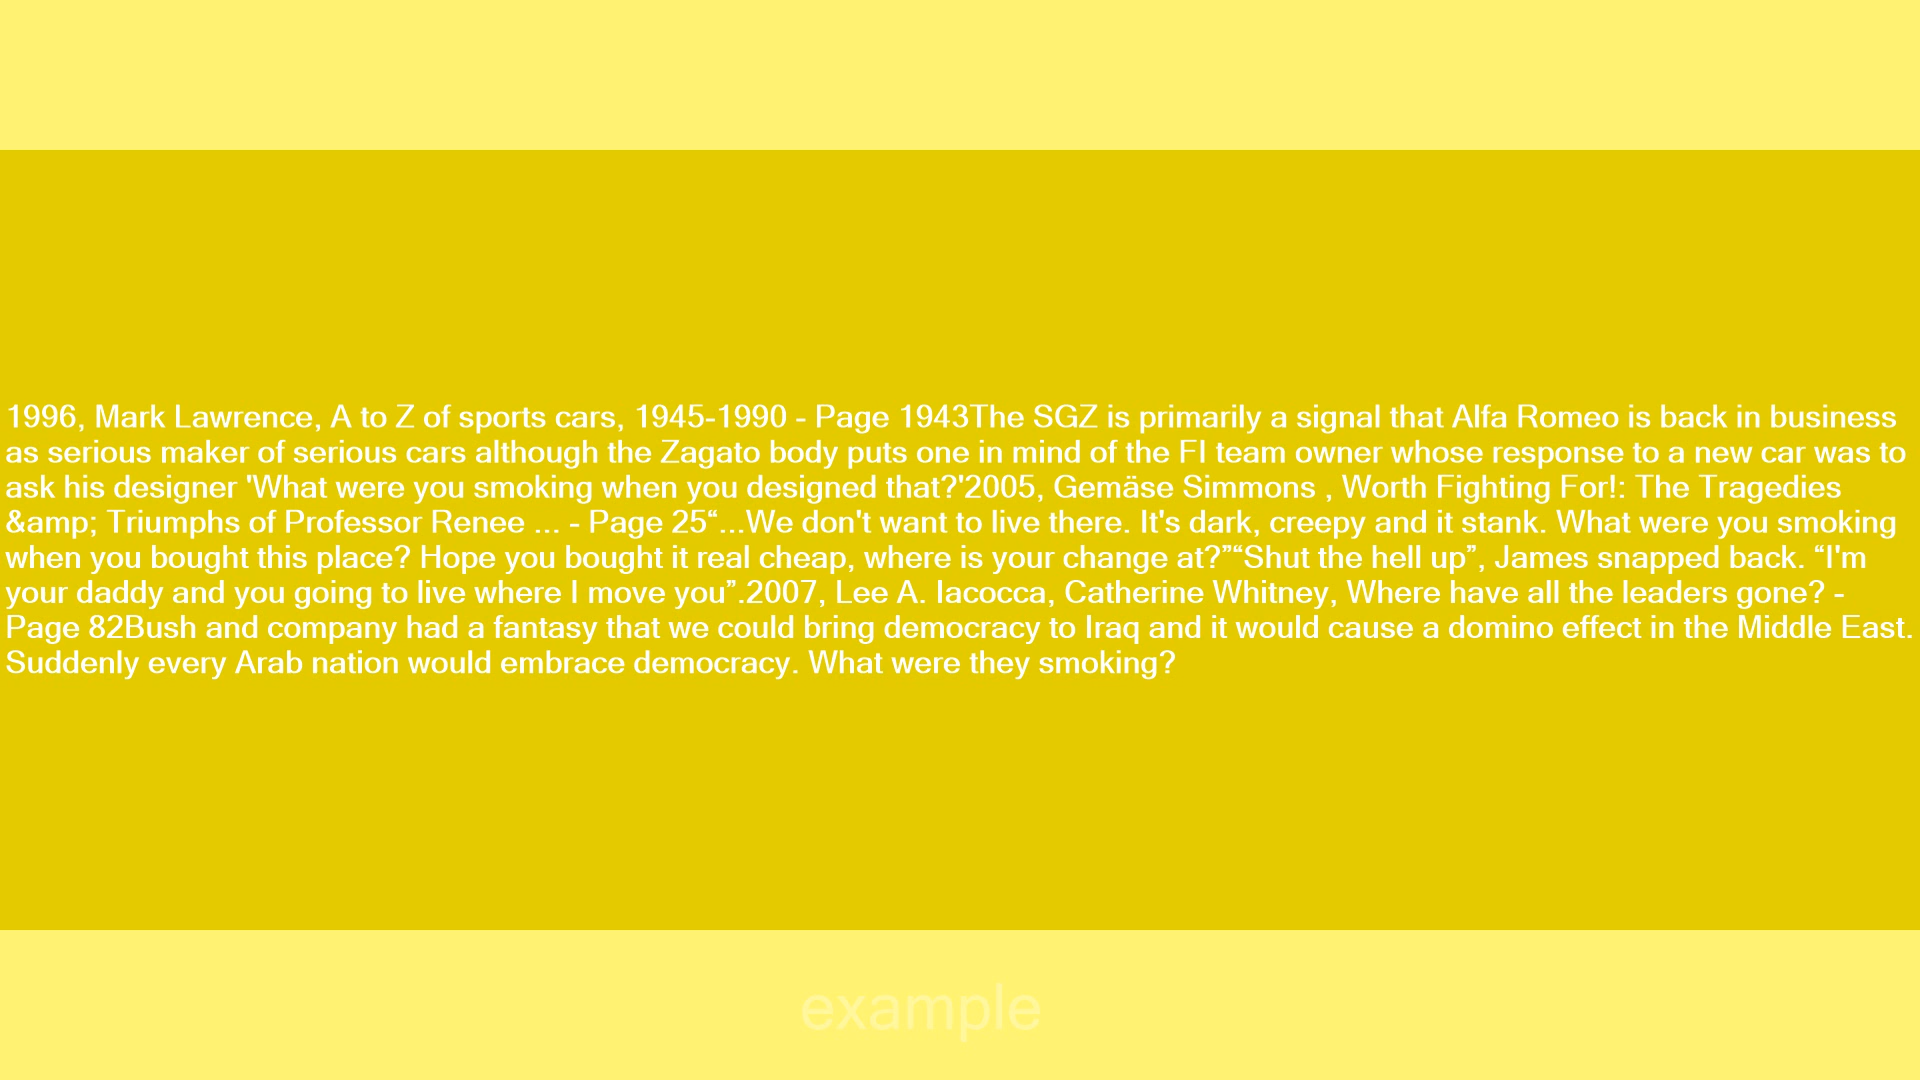 1996, Mark Lawrence, A to Z of sports cars, 1945-1990 - Page 1943The SGZ is primarily a signal that Alfa Romeo is back in business
as serious maker of serious cars although the Zagato body puts one in mind of the FI team owner whose response to a new car was to
ask his designer 'What were you smoking when you designed that?'2005, Gemäse Simmons , Worth Fighting For!: The Tragedies
&amp; Triumphs of Professor Renee ... - Page 25“...We don't want to live there. It's dark, creepy and it stank. What were you smoking
when you bought this place? Hope you bought it real cheap, where is your change at?”“Shut the hell up”, James snapped back. “I'm
your daddy and you going to live where I move you”.2007, Lee A. Iacocca, Catherine Whitney, Where have all the leaders gone? -
Page 82Bush and company had a fantasy that we could bring democracy to Iraq and it would cause a domino effect in the Middle East.
Suddenly every Arab nation would embrace democracy. What were they smoking?
example